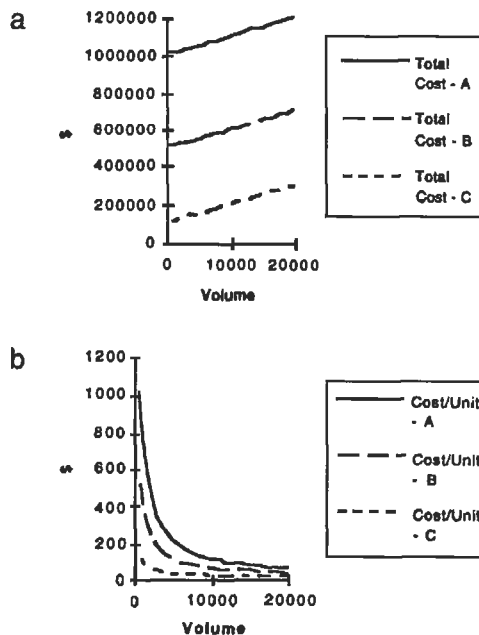 a
1200000
1000000
800000
$
600000
400000
200000
0
0 10000 20000
Volume
Total
Cost - A
Total
Cost - B
Total
Cost - C
b
1200
1000
800
$
600
400
200
0
0 10000 20000
Volume
Cost/Unit
- A
Cost/Unit
- B
Cost/Unit
- C